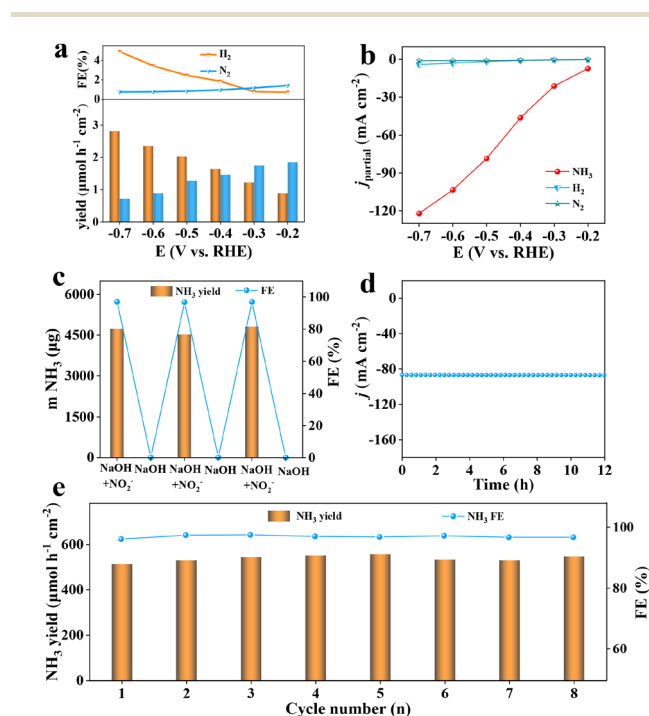 a
H₂
N₂
FE(%)
4
2
0
yield (μmol h⁻¹ cm⁻²)
3
2
1
0
-0.7 -0.6 -0.5 -0.4 -0.3 -0.2
E (V vs. RHE)
b
j partial (mA cm⁻²)
0
-30
-60
-90
-120
NH₃
H₂
N₂
-0.7 -0.6 -0.5 -0.4 -0.3 -0.2
E (V vs. RHE)
c
NH₃ yield FE
m NH₃ (μg)
6000
4500
3000
1500
0
FE (%)
100
80
60
40
20
0
NaOH NaOH NaOH NaOH NaOH NaOH
+NO₂⁻ +NO₂⁻ +NO₂⁻
d
j (mA cm⁻²)
0
-40
-80
-120
-160
0 2 4 6 8 10 12
Time (h)
e
NH₃ yield NH₃ FE
NH₃ yield (μmol h⁻¹ cm⁻²)
600
400
200
0
FE (%)
100
80
60
1 2 3 4 5 6 7 8
Cycle number (n)